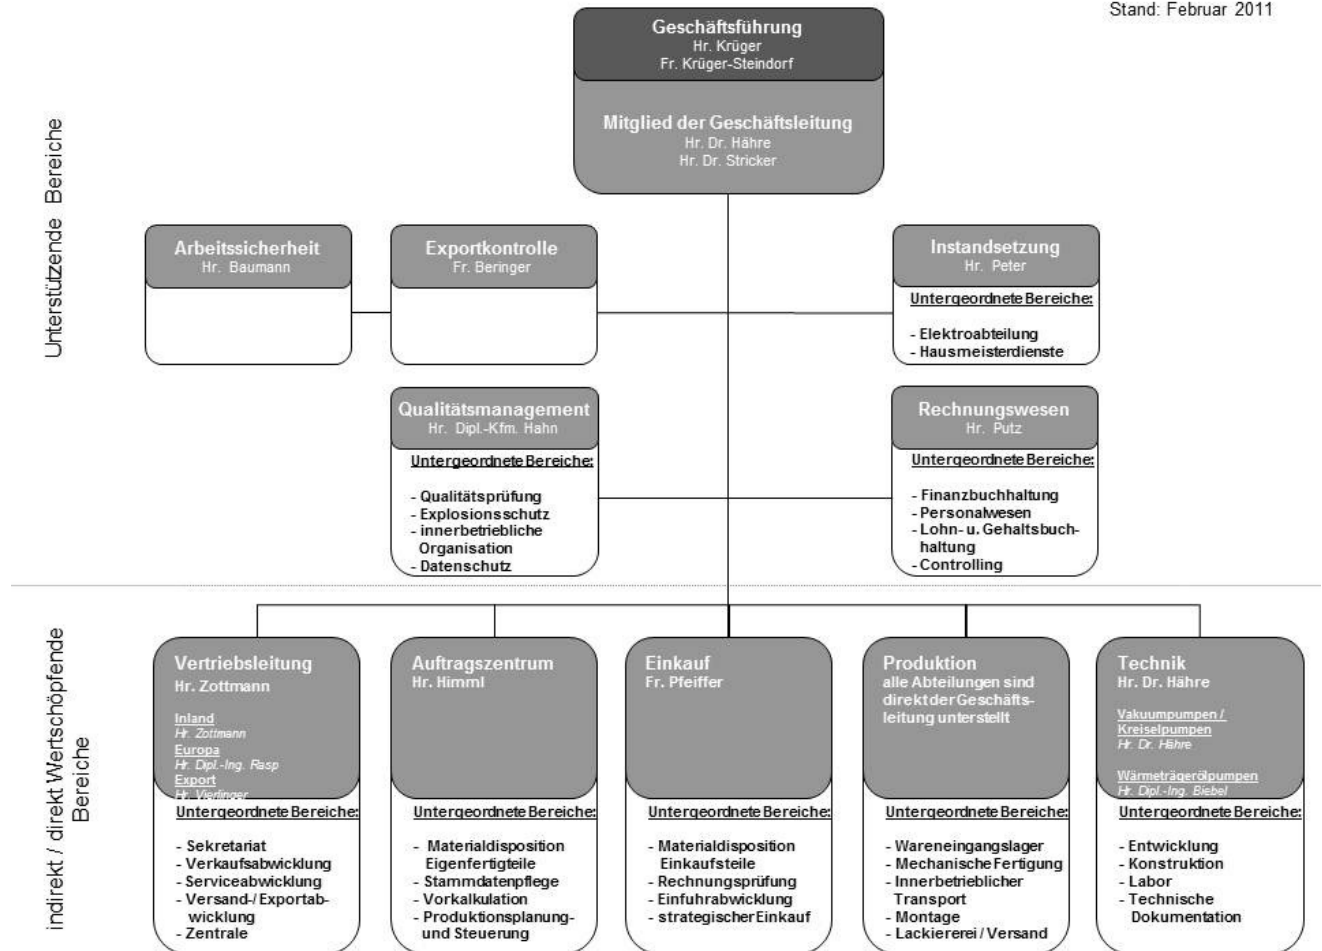 Stand: Februar 2011
Geschäftsführung
Hr. Krüger
Fr. Krüger-Steindorf
Mitglied der Geschäftsleitung
Hr. Dr. Hähre
Hr. Dr. Stricker
Unterstützende Bereiche
Arbeitssicherheit
Hr. Baumann
Exportkontrolle
Fr. Beringer
Instandsetzung
Hr. Peter
Untergeordnete Bereiche:
- Elektroabteilung
- Hausmeisterdienste
Qualitätsmanagement
Hr. Dipl.-Kfm. Hahn
Untergeordnete Bereiche:
- Qualitätsprüfung
- Explosionsschutz
- innerbetriebliche
Organisation
- Datenschutz
Rechnungswesen
Hr. Putz
Untergeordnete Bereiche:
- Finanzbuchhaltung
- Personalwesen
- Lohn- u. Gehaltsbuch-
haltung
- Controlling
indirekt / direkt Wertschöpfende
Bereiche
Vertriebsleitung
Hr. Zottmann
Inland
Hr. Zottmann
Europa
Hr. Dipl.-Ing. Rasp
Export
Hr. Vierlinger
Untergeordnete Bereiche:
- Sekretariat
- Verkaufsabwicklung
- Serviceabwicklung
- Versand-/ Exportab-
wicklung
- Zentrale
Auftragszentrum
Hr. Himml
Untergeordnete Bereiche:
- Materialdisposition
Eigenfertigteile
- Stammdatenpflege
- Vorkalkulation
- Produktionsplanung-
und Steuerung
Einkauf
Fr. Pfeiffer
Untergeordnete Bereiche:
- Materialdisposition
Einkaufsteile
- Rechnungsprüfung
- Einfuhrabwicklung
- strategischer Einkauf
Produktion
alle Abteilungen sind
direkt der Geschäfts-
leitung unterstellt
Untergeordnete Bereiche:
- Wareneingangslager
- Mechanische Fertigung
- Innerbetrieblicher
Transport
- Montage
- Lackiererei / Versand
Technik
Hr. Dr. Hähre
Vakuumpumpen /
Kreiselpumpen
Hr. Dr. Hähre
Wärmeträgerölpumpen
Hr. Dipl.-Ing. Biebel
Untergeordnete Bereiche:
- Entwicklung
- Konstruktion
- Labor
- Technische
Dokumentation